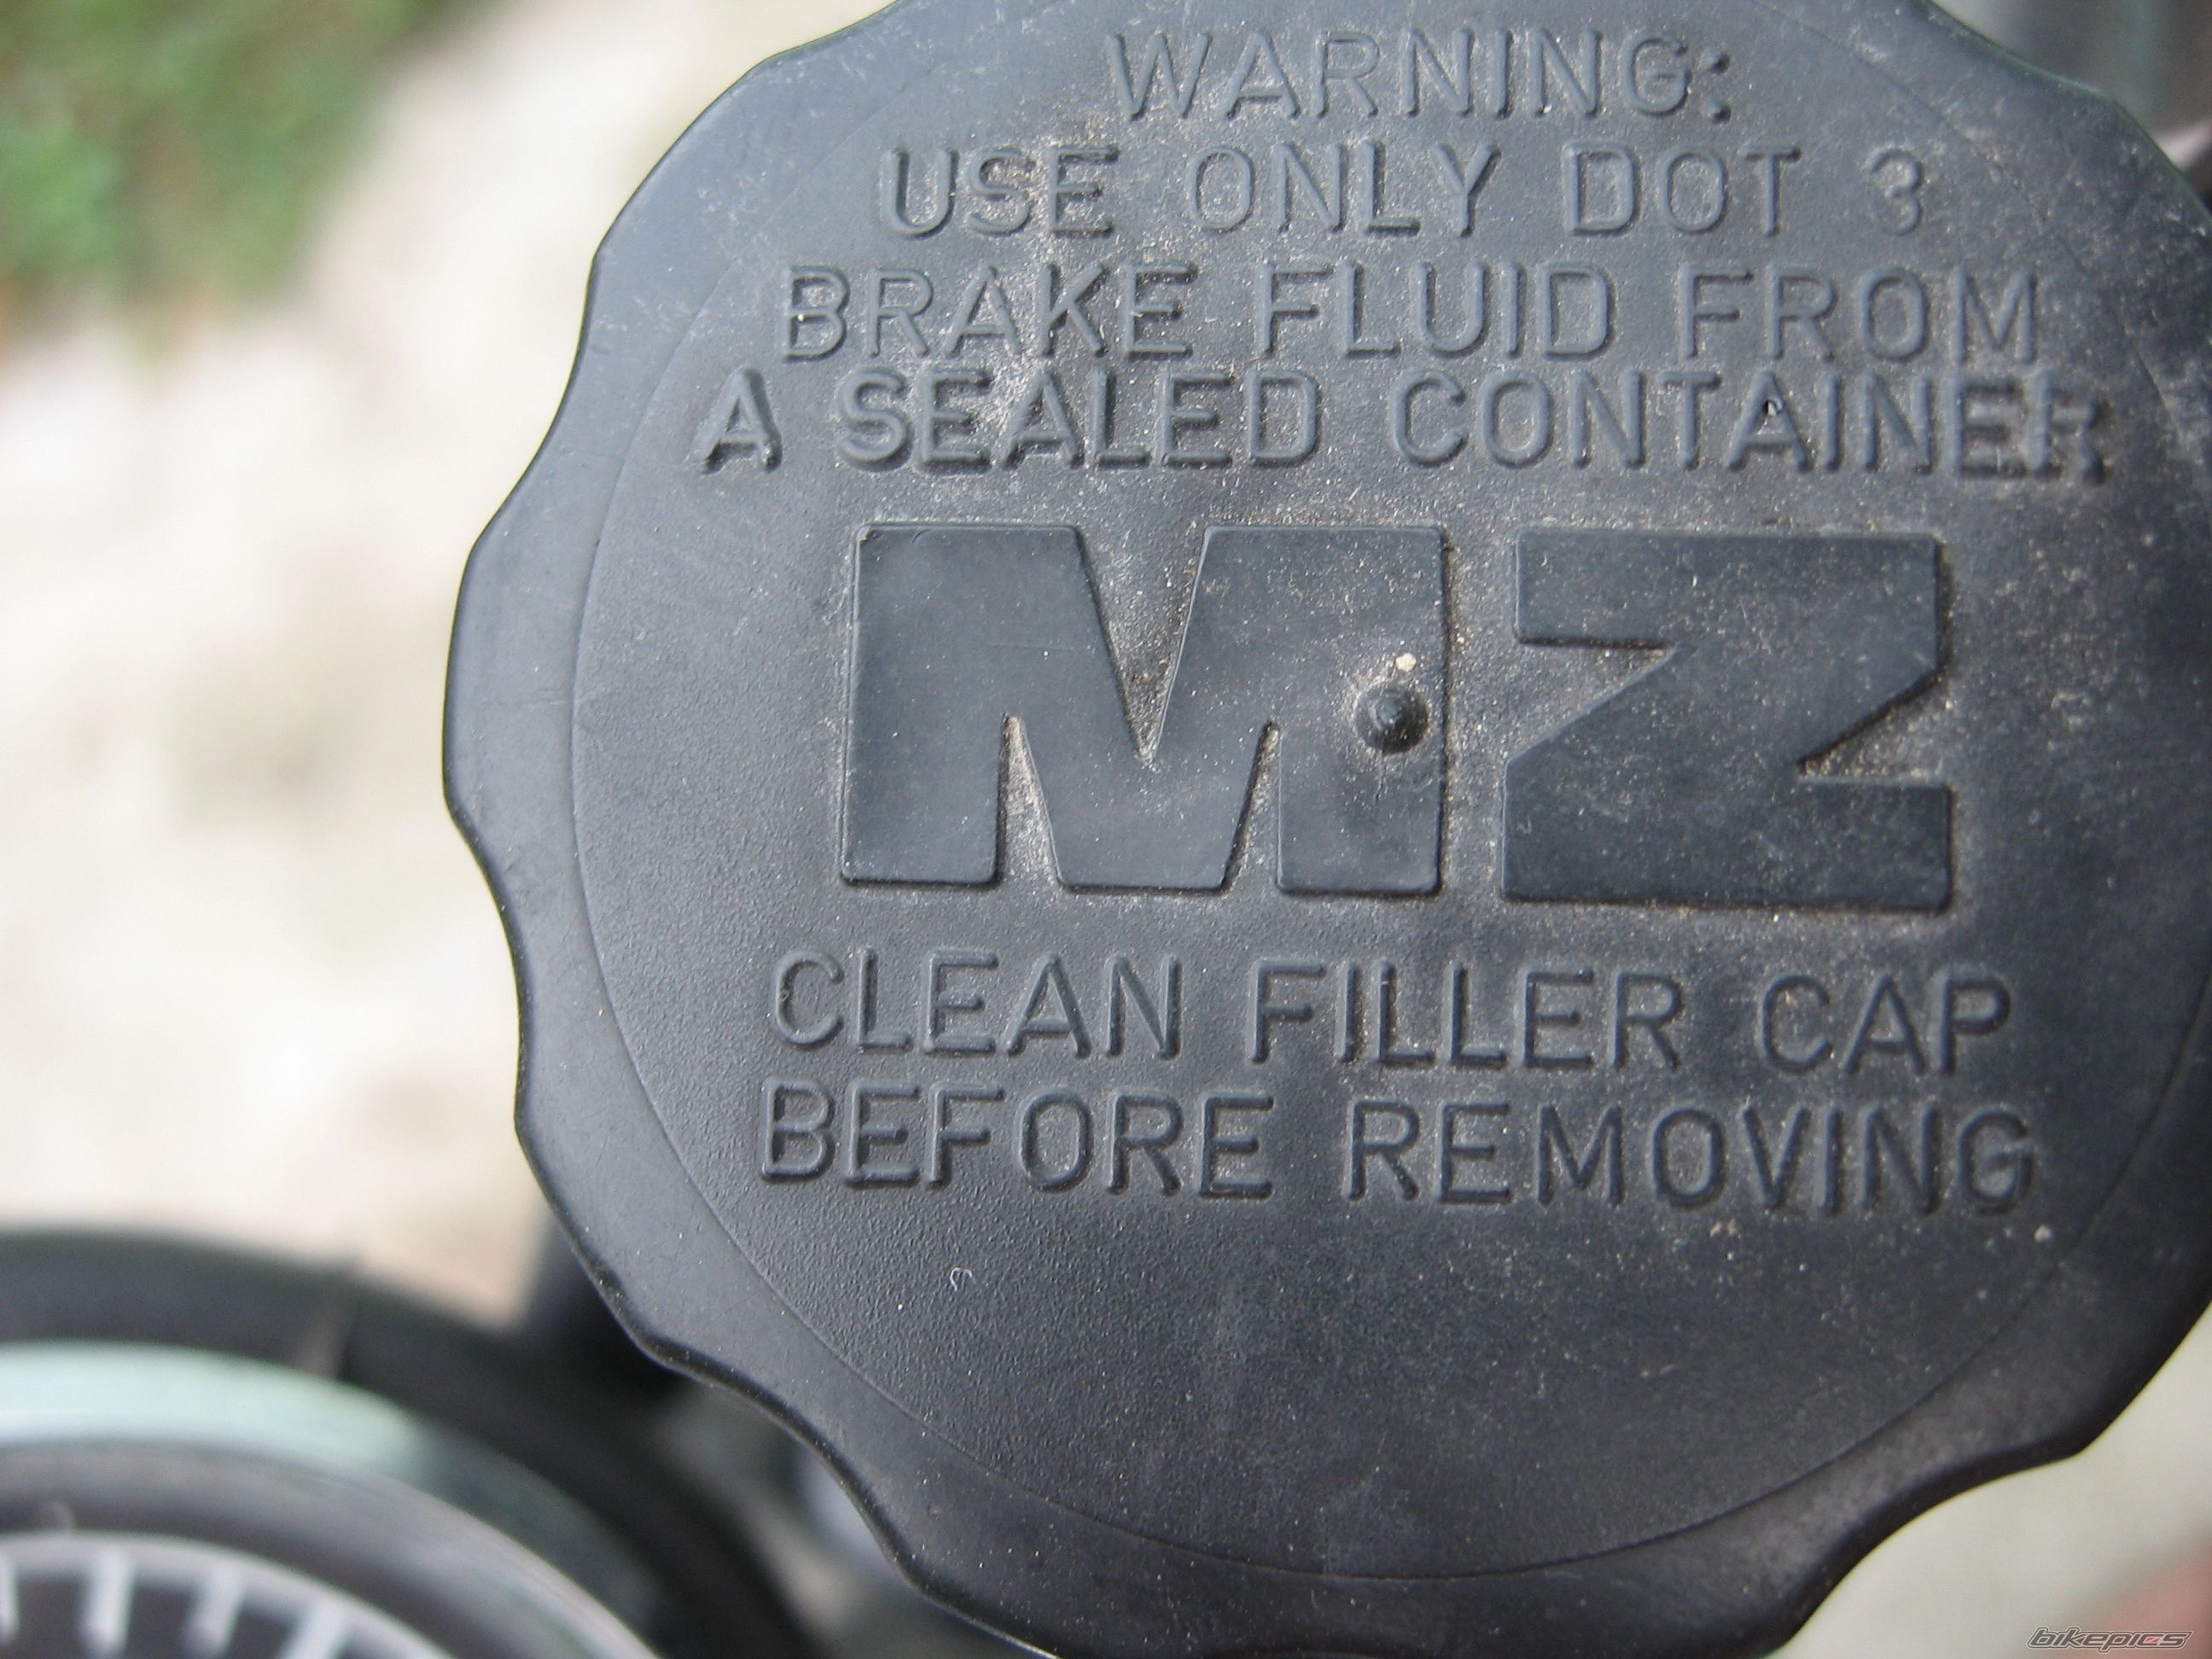 WARNING:
USE ONLY DOT 3
BRAKE FLUID FROM
A SEALED CONTAINER
MZ
CLEAN FILLER CAP
BEFORE REMOVING
bikepics